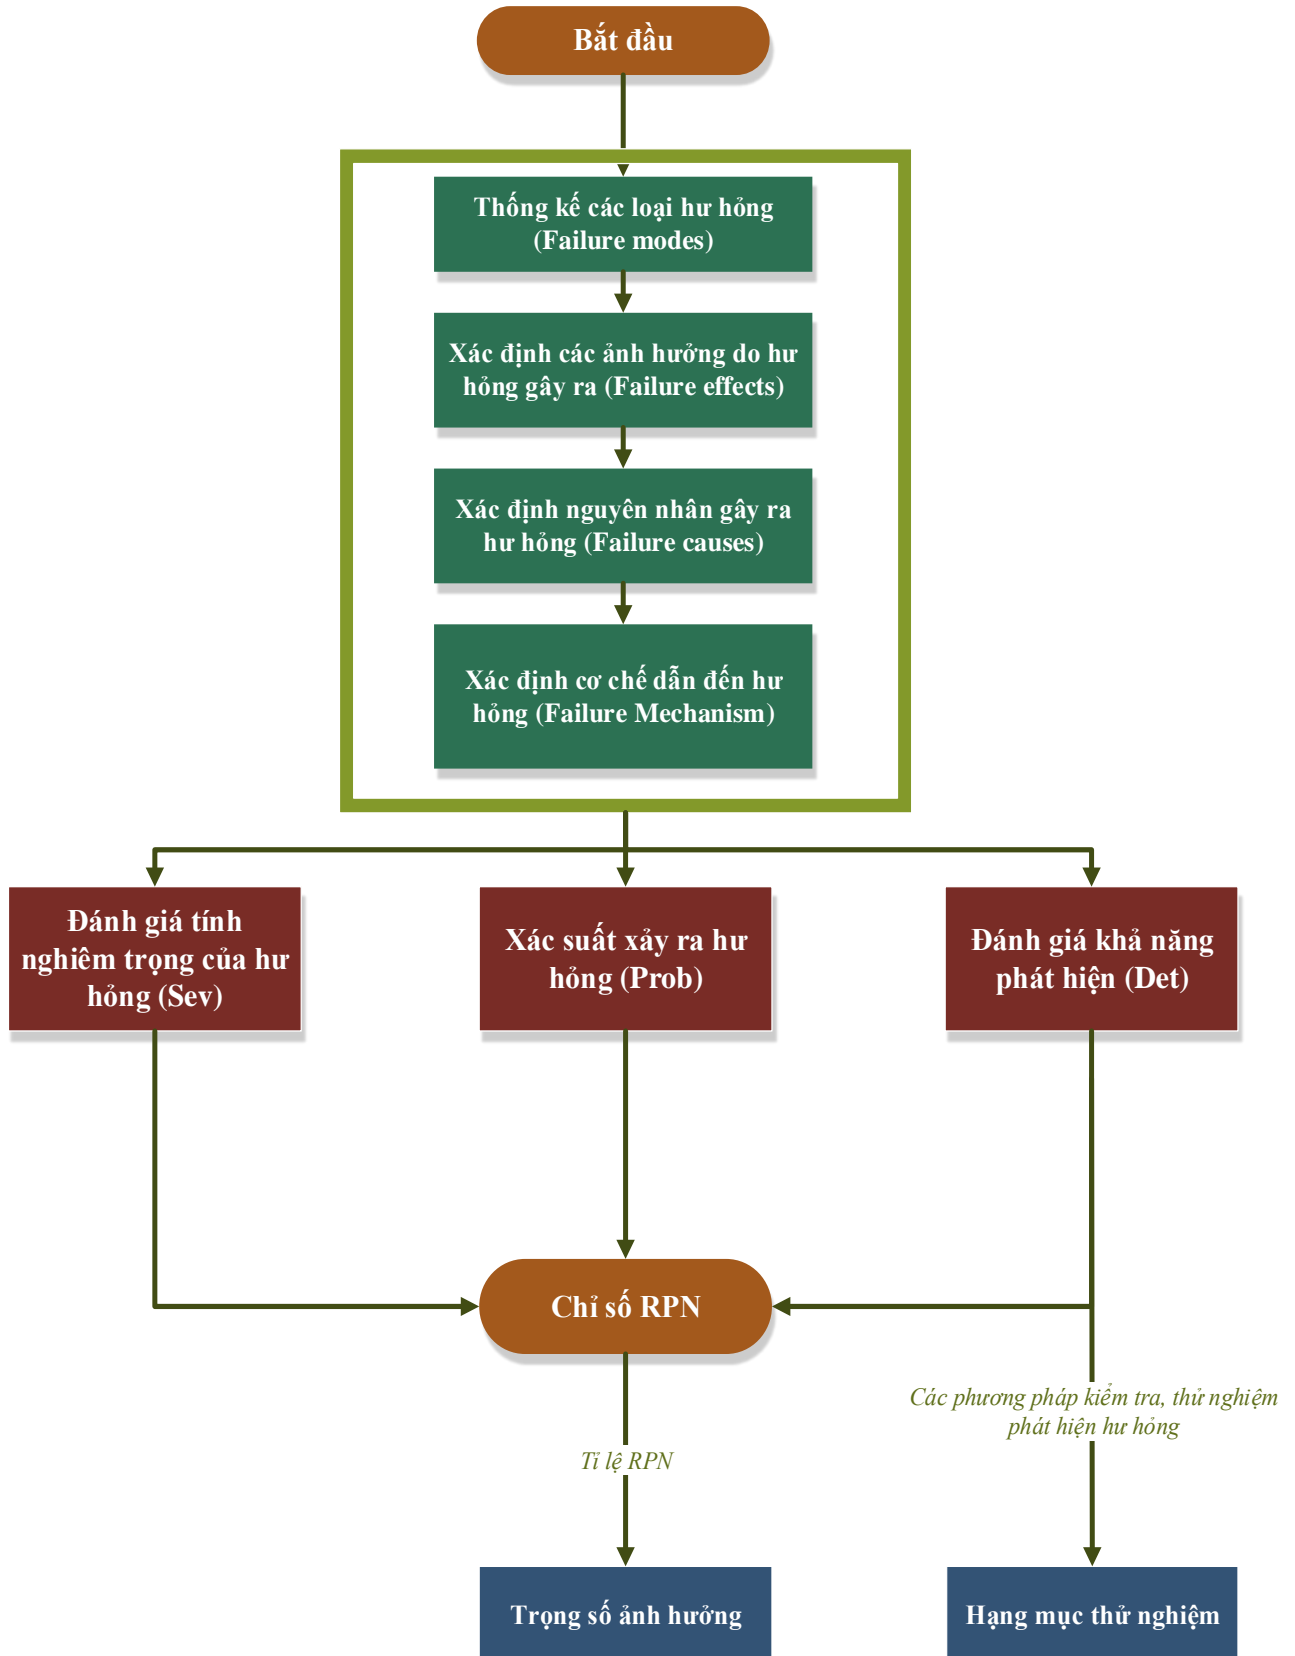 Bắt đầu
Thống kế các loại hư hỏng
(Failure modes)
Xác định các ảnh hưởng do hư
hỏng gây ra (Failure effects)
Xác định nguyên nhân gây ra
hư hỏng (Failure causes)
Xác định cơ chế dẫn đến hư
hỏng (Failure Mechanism)
Đánh giá tính
nghiêm trọng của hư
hỏng (Sev)
Xác suất xảy ra hư
hỏng (Prob)
Đánh giá khả năng
phát hiện (Det)
Chỉ số RPN
Các phương pháp kiểm tra, thử nghiệm
phát hiện hư hỏng
Tỉ lệ RPN
Trọng số ảnh hưởng
Hạng mục thử nghiệm